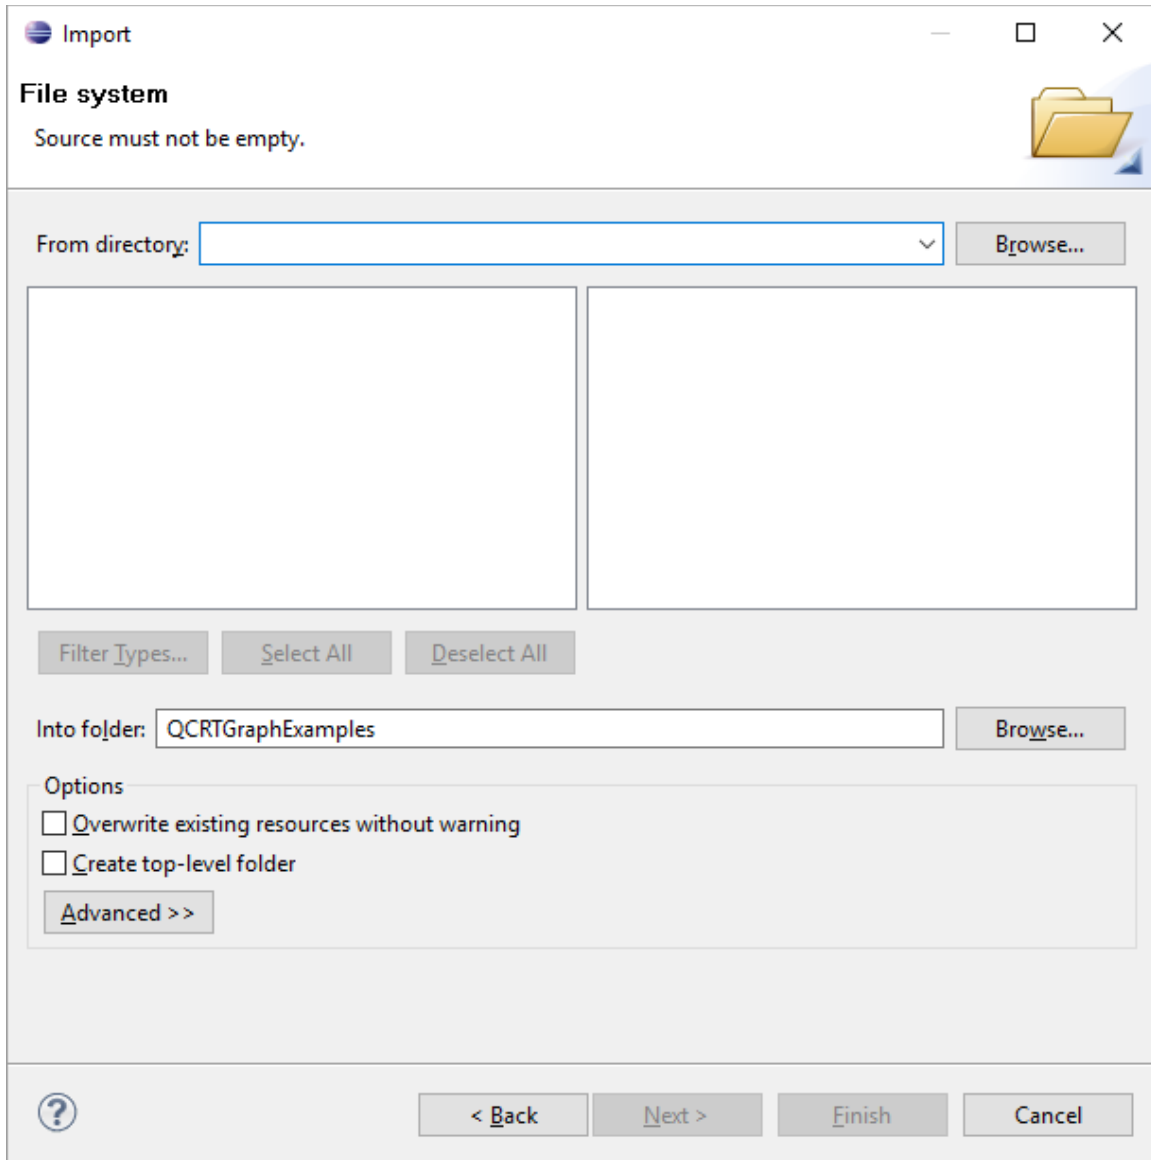 Import
File system
Source must not be empty.
From directory:
Browse...
Filter Types...
Select All
Deselect All
Into folder:
QCRTGraphExamples
Browse...
Options
Overwrite existing resources without warning
Create top-level folder
Advanced >>
?
< Back
Next >
Finish
Cancel